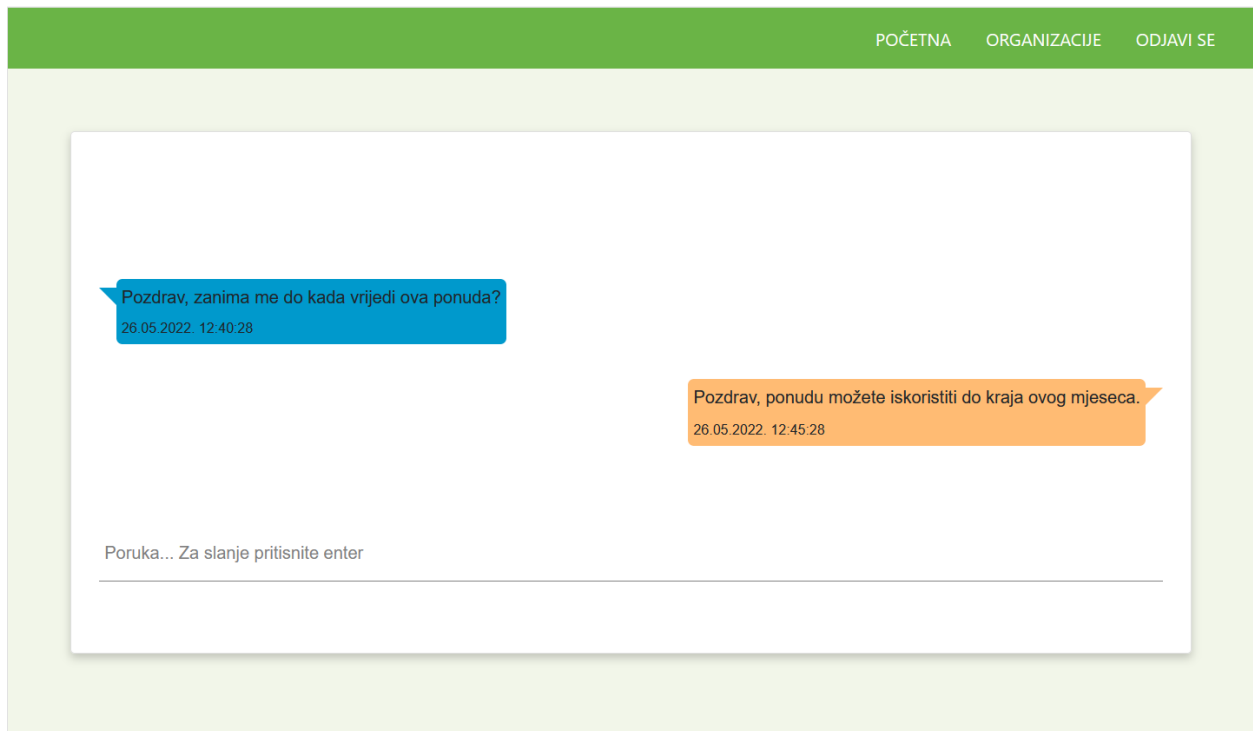 POČETNA ORGANIZACIJE ODJAVI SE
Pozdrav, zanima me do kada vrijedi ova ponuda?
26.05.2022. 12:40:28
Pozdrav, ponudu možete iskoristiti do kraja ovog mjeseca.
26.05.2022. 12:45:28
Poruka... Za slanje pritisnite enter